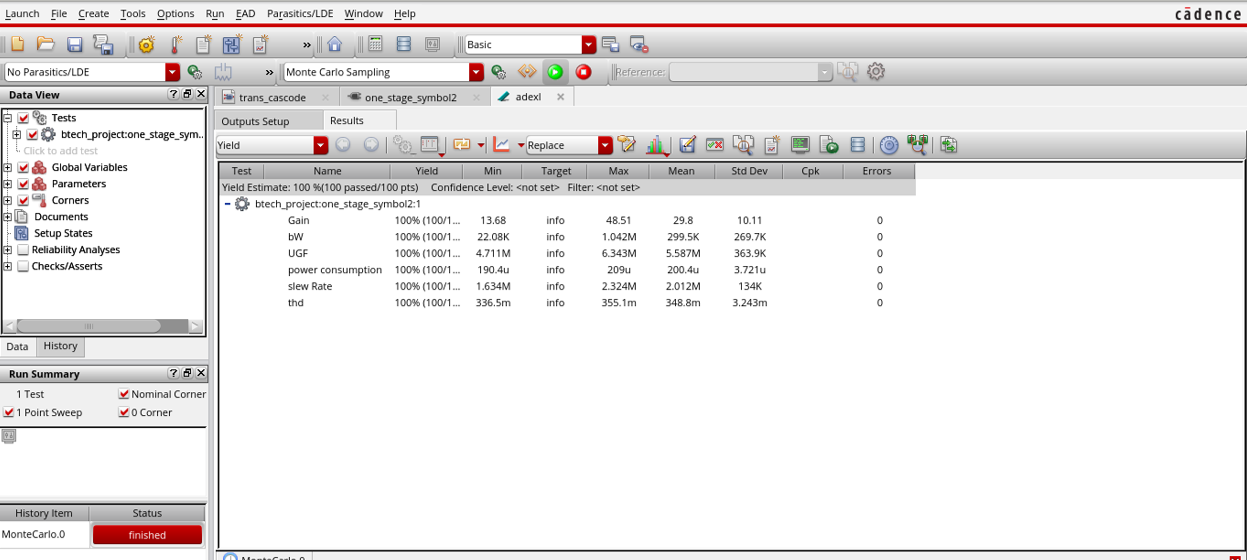 Launch File Create Tools Options Run EAD Parasitics/LDE Window Help
cādence
» Basic
No Parasitics/LDE » Monte Carlo Sampling Reference:
Data View
trans_cascode one_stage_symbol2 adexl
Tests
btech_project:one_stage_sym..
Click to add test
Global Variables
Parameters
Corners
Documents
Setup States
Reliability Analyses
Checks/Asserts
Data History
Run Summary
1 Test Nominal Corner
1 Point Sweep 0 Corner
History Item Status
MonteCarlo.0 finished
Outputs Setup Results
Yield Replace
Test Name Yield Min Target Max Mean Std Dev Cpk Errors
Yield Estimate: 100 %(100 passed/100 pts) Confidence Level: <not set> Filter: <not set>
btech_project:one_stage_symbol2:1
Gain 100% (100/1... 13.68 info 48.51 29.8 10.11 0
bW 100% (100/1... 22.08K info 1.042M 299.5K 269.7K 0
UGF 100% (100/1... 4.711M info 6.343M 5.587M 363.9K 0
power consumption 100% (100/1... 190.4u info 209u 200.4u 3.721u 0
slew Rate 100% (100/1... 1.634M info 2.324M 2.012M 134K 0
thd 100% (100/1... 336.5m info 355.1m 348.8m 3.243m 0
MonteCarlo.0